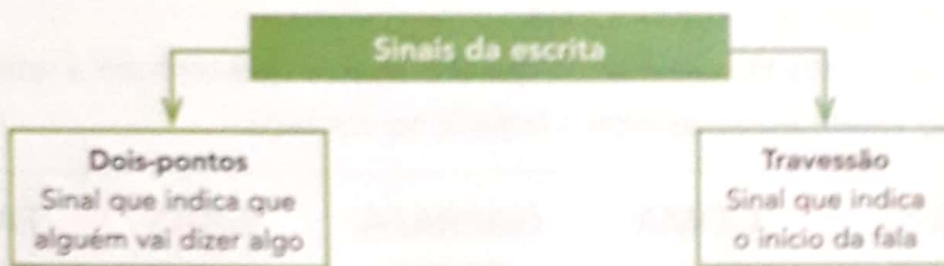 Sinais da escrita
Dois-pontos
Sinal que indica que
alguém vai dizer algo
Travessão
Sinal que indica
o início da fala